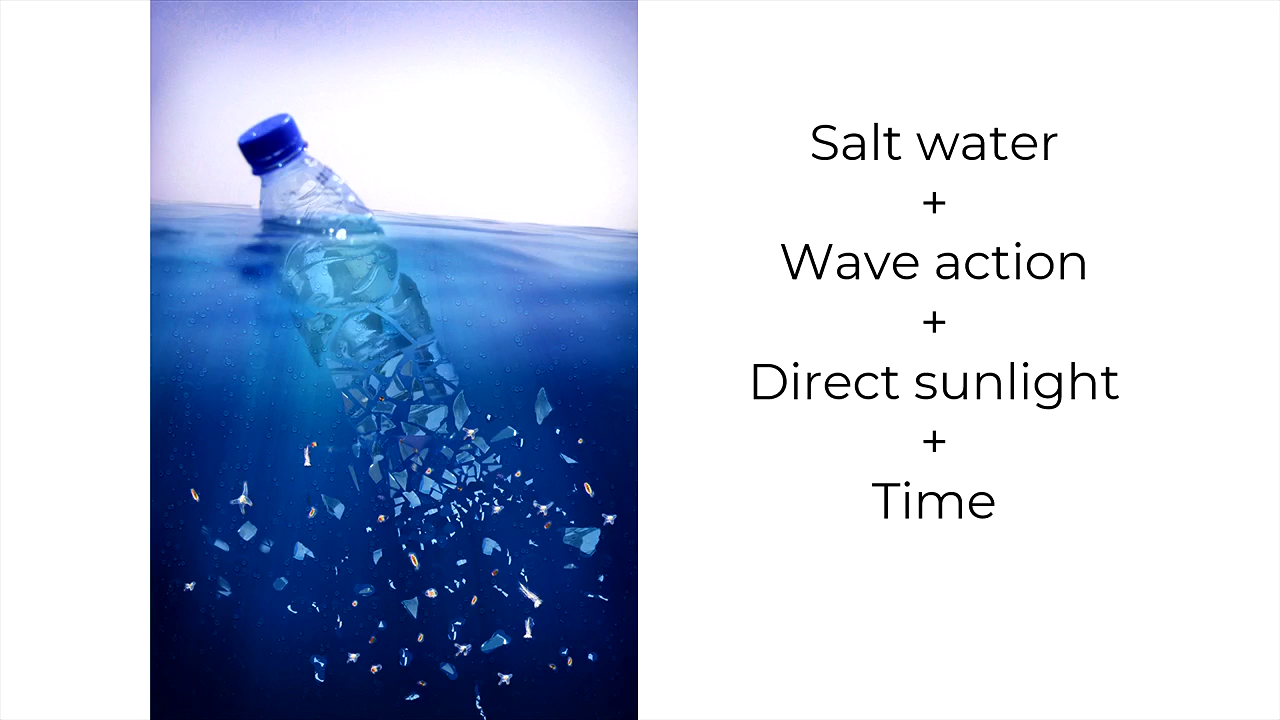 Salt water
+
Wave action
+
Direct sunlight
+
Time